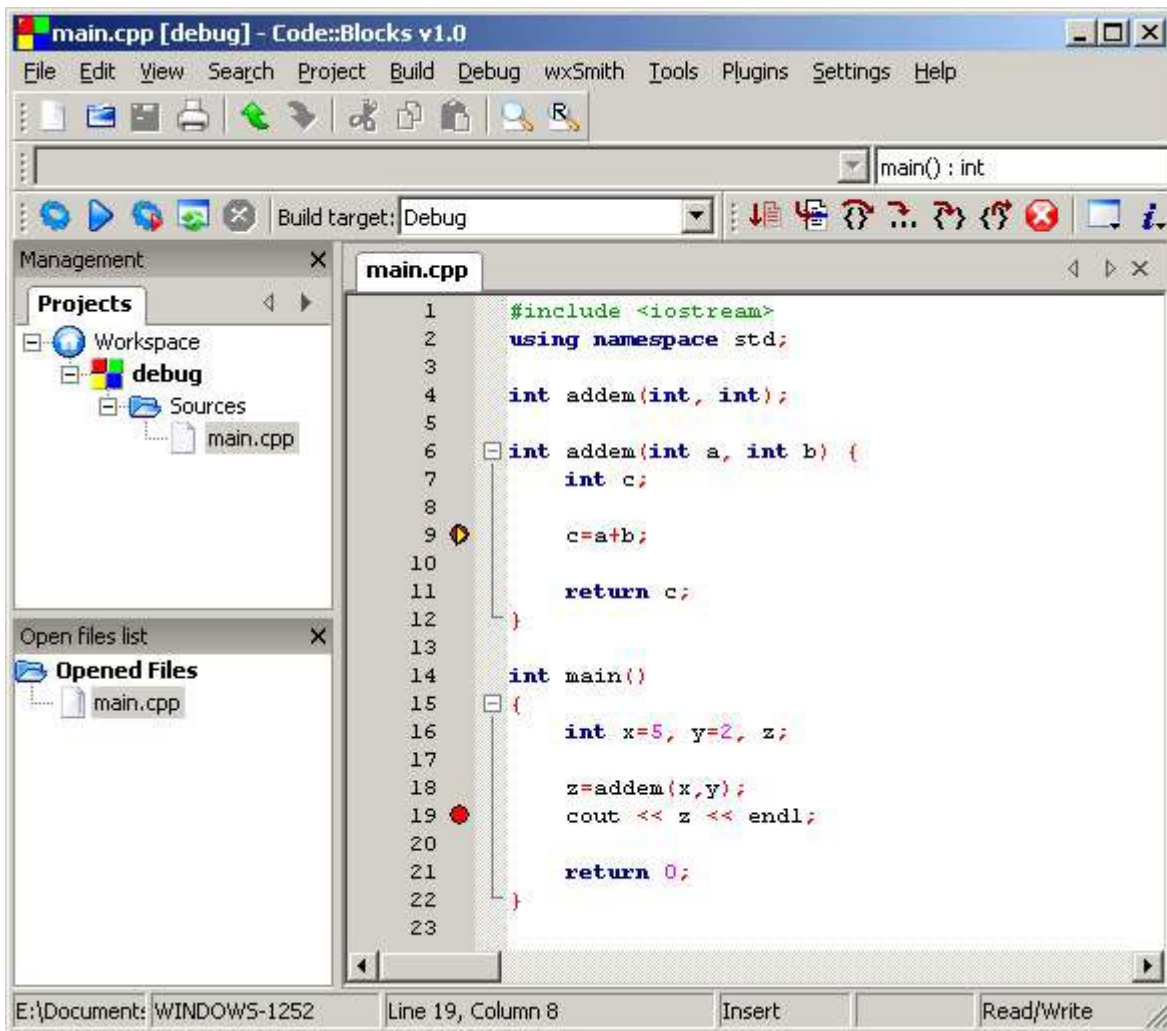 main.cpp [debug] - Code::Blocks v1.0
File Edit View Search Project Build Debug wxSmith Tools Plugins Settings Help
R
main() : int
Build target: Debug
i
Management
main.cpp
Projects
Workspace
debug
Sources
main.cpp
Open files list
Opened Files
main.cpp
1 #include <iostream>
2 using namespace std;
3
4 int addem(int, int);
5
6 int addem(int a, int b) {
7 int c;
8
9 c=a+b;
10
11 return c;
12 }
13
14 int main()
15 {
16 int x=5, y=2, z;
17
18 z=addem(x,y);
19 cout << z << endl;
20
21 return 0;
22 }
23
E:\Document: WINDOWS-1252 Line 19, Column 8 Insert Read/Write